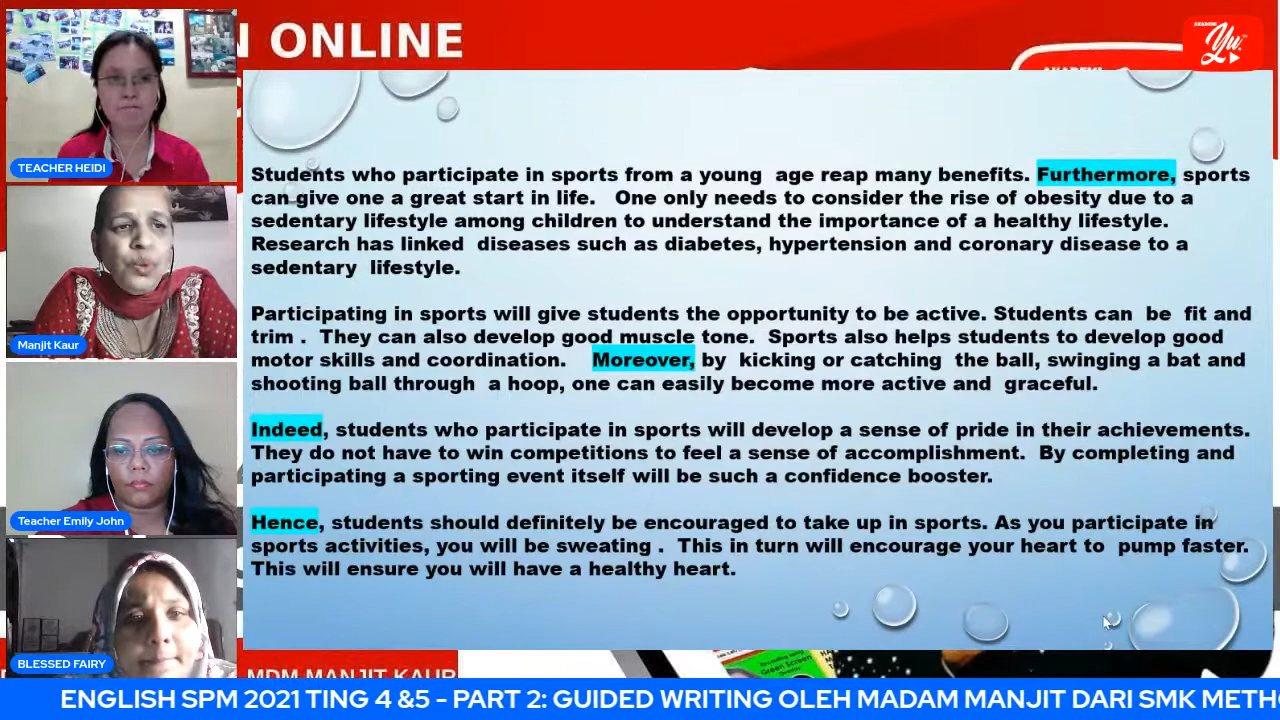 N ONLINE
AKADEMI
Yu
TEACHER HEIDI
Manjit Kaur
Teacher Emily John
BLESSED FAIRY
Students who participate in sports from a young age reap many benefits. Furthermore, sports
can give one a great start in life. One only needs to consider the rise of obesity due to a
sedentary lifestyle among children to understand the importance of a healthy lifestyle.
Research has linked diseases such as diabetes, hypertension and coronary disease to a
sedentary lifestyle.
Participating in sports will give students the opportunity to be active. Students can be fit and
trim . They can also develop good muscle tone. Sports also helps students to develop good
motor skills and coordination. Moreover, by kicking or catching the ball, swinging a bat and
shooting ball through a hoop, one can easily become more active and graceful.
Indeed, students who participate in sports will develop a sense of pride in their achievements.
They do not have to win competitions to feel a sense of accomplishment. By completing and
participating a sporting event itself will be such a confidence booster.
Hence, students should definitely be encouraged to take up in sports. As you participate in
sports activities, you will be sweating . This in turn will encourage your heart to pump faster.
This will ensure you will have a healthy heart.
MDM MANJIT KAUR
Green Screen
ENGLISH SPM 2021 TING 4 &5 - PART 2: GUIDED WRITING OLEH MADAM MANJIT DARI SMK METH